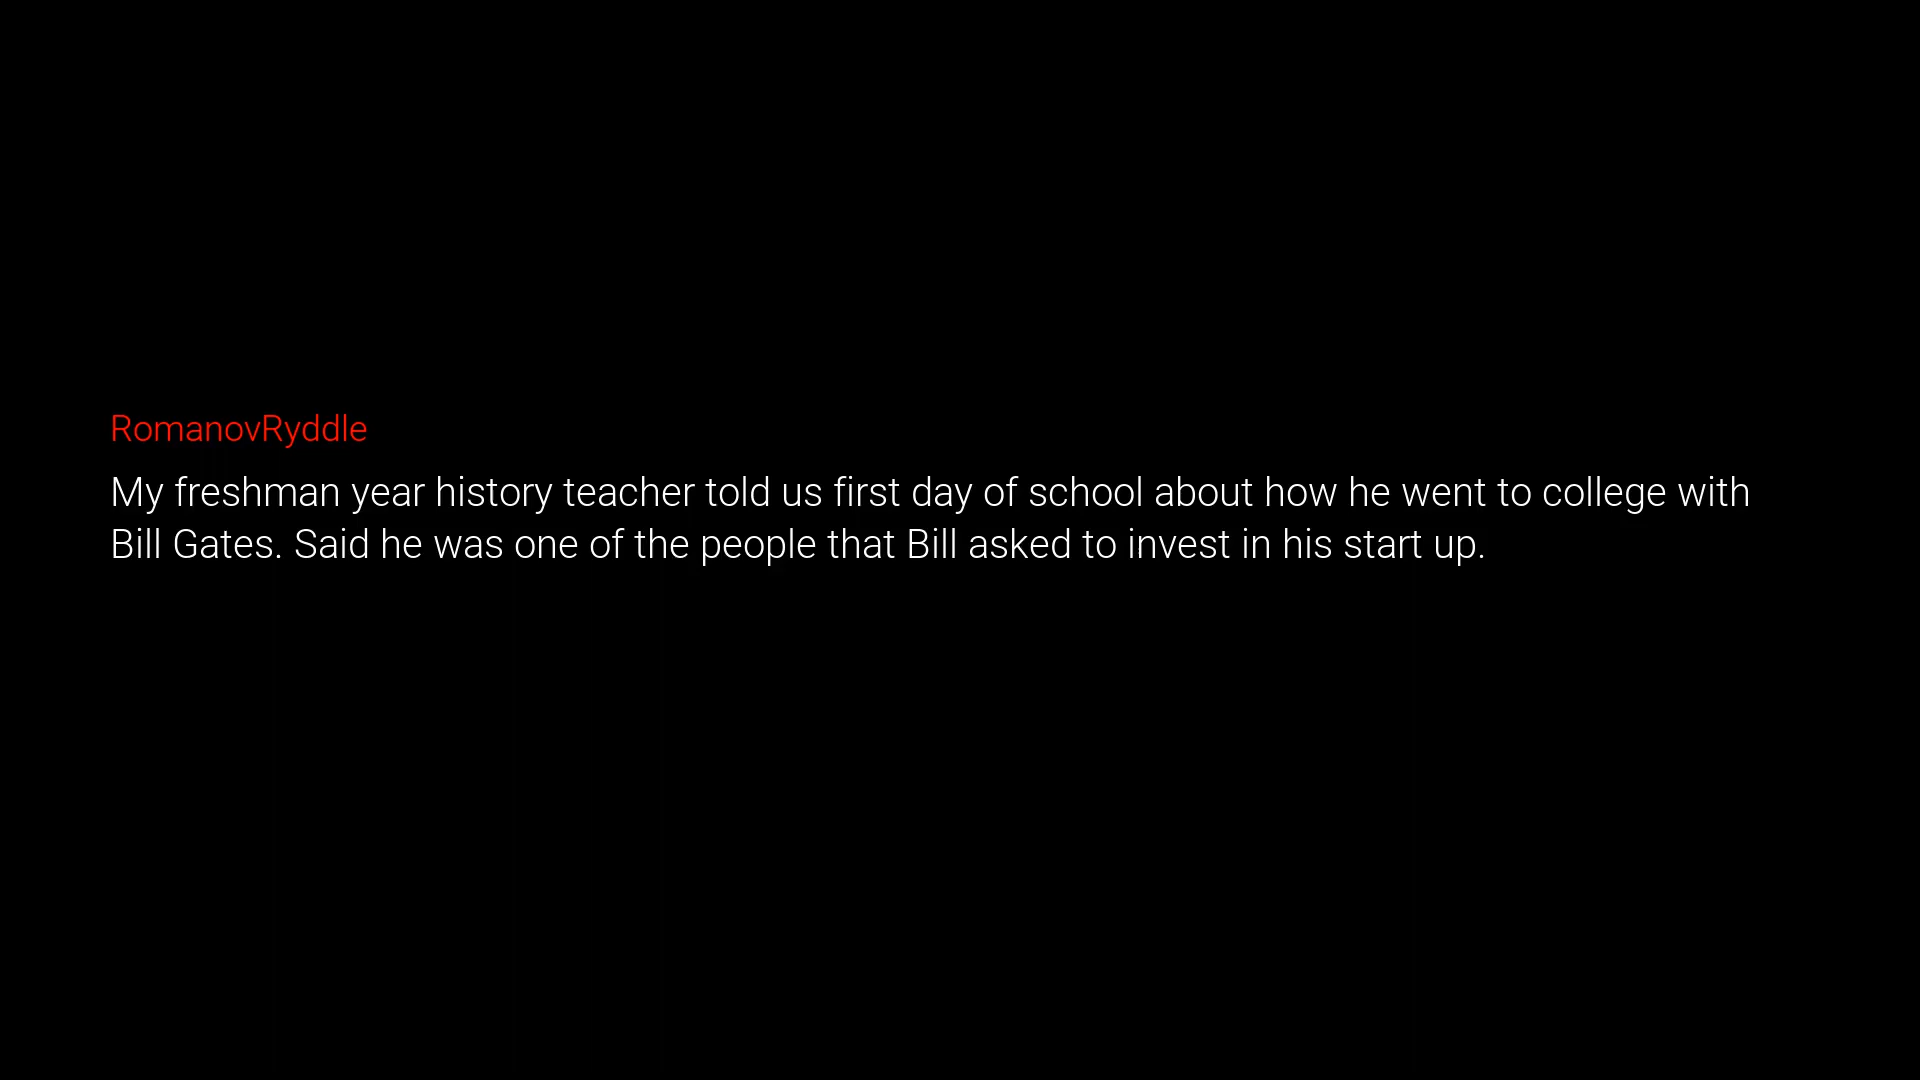 RomanovRyddle
My freshman year history teacher told us first day of school about how he went to college with
Bill Gates. Said he was one of the people that Bill asked to invest in his start up.